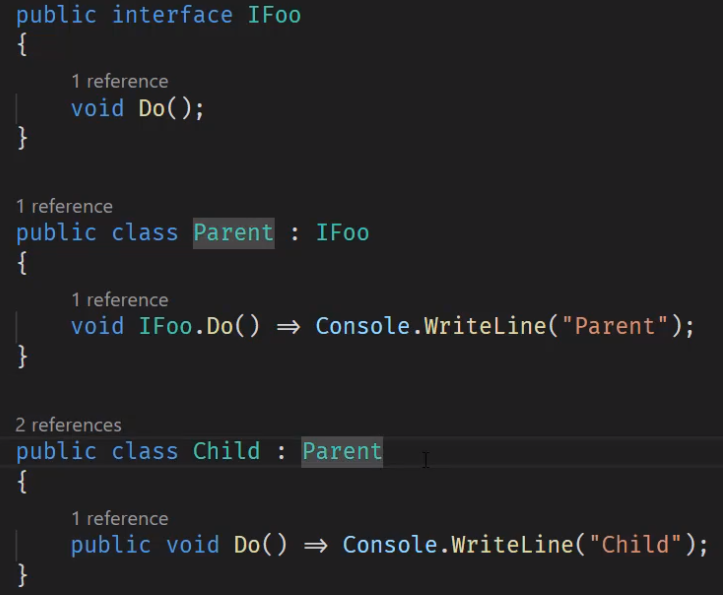 public interface IFoo
{
1 reference
void Do();
}
1 reference
public class Parent : IFoo
{
1 reference
void IFoo.Do() => Console.WriteLine("Parent");
}
2 references
public class Child : Parent
{
1 reference
public void Do() => Console.WriteLine("Child");
}